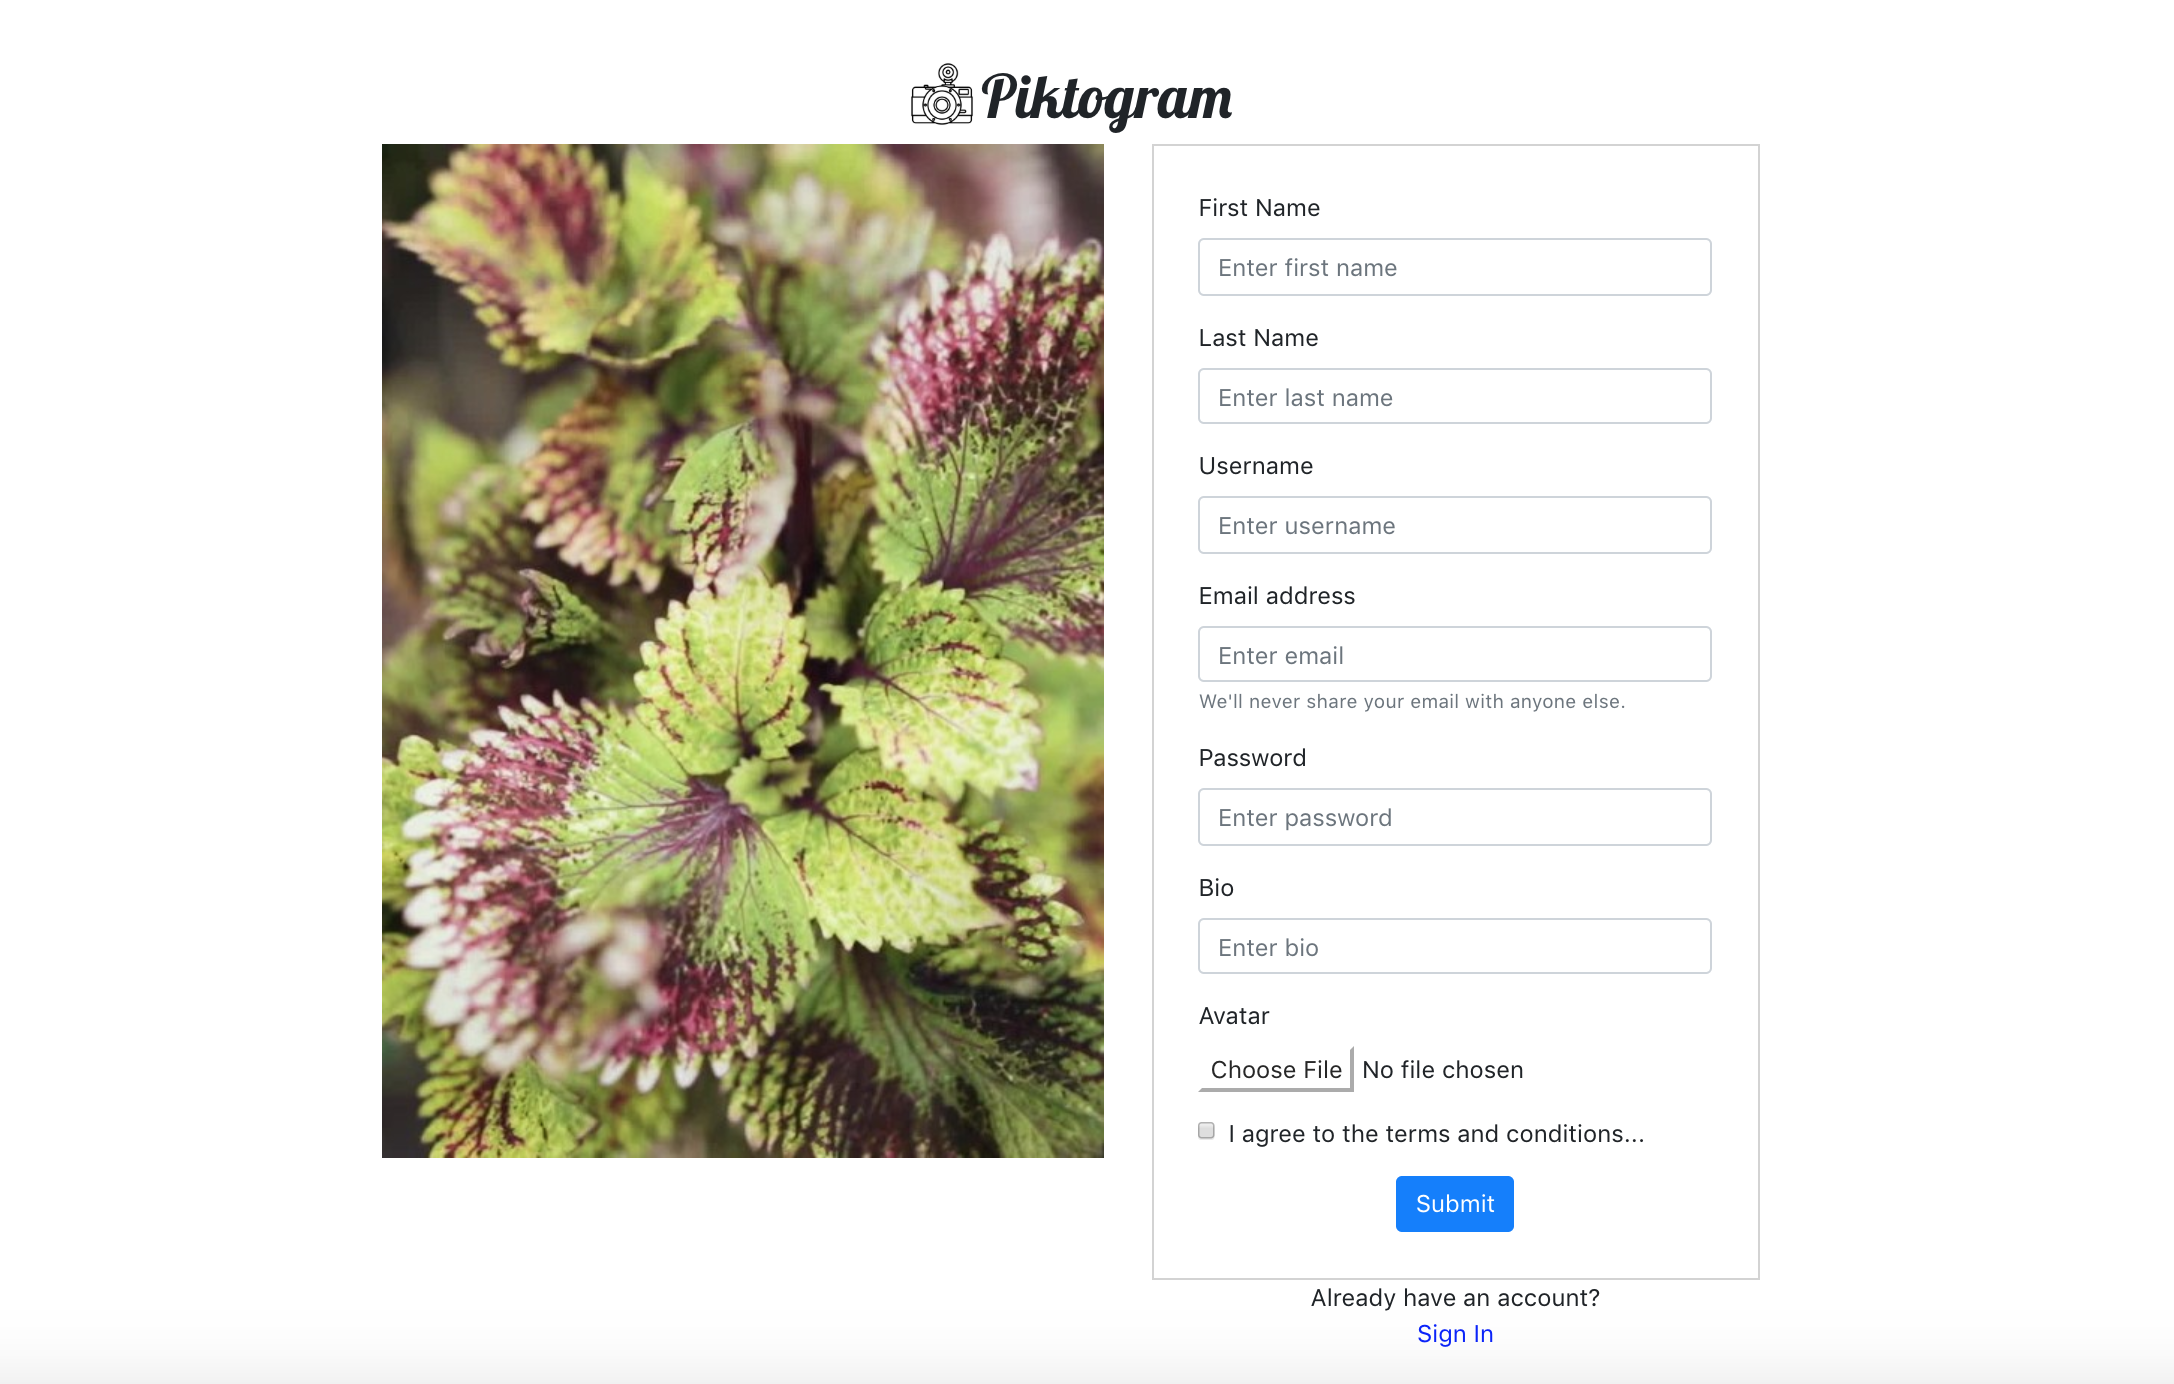 Piktogram
First Name
Enter first name
Last Name
Enter last name
Username
Enter username
Email address
Enter email
We'll never share your email with anyone else.
Password
Enter password
Bio
Enter bio
Avatar
Choose File No file chosen
I agree to the terms and conditions...
Submit
Already have an account?
Sign In